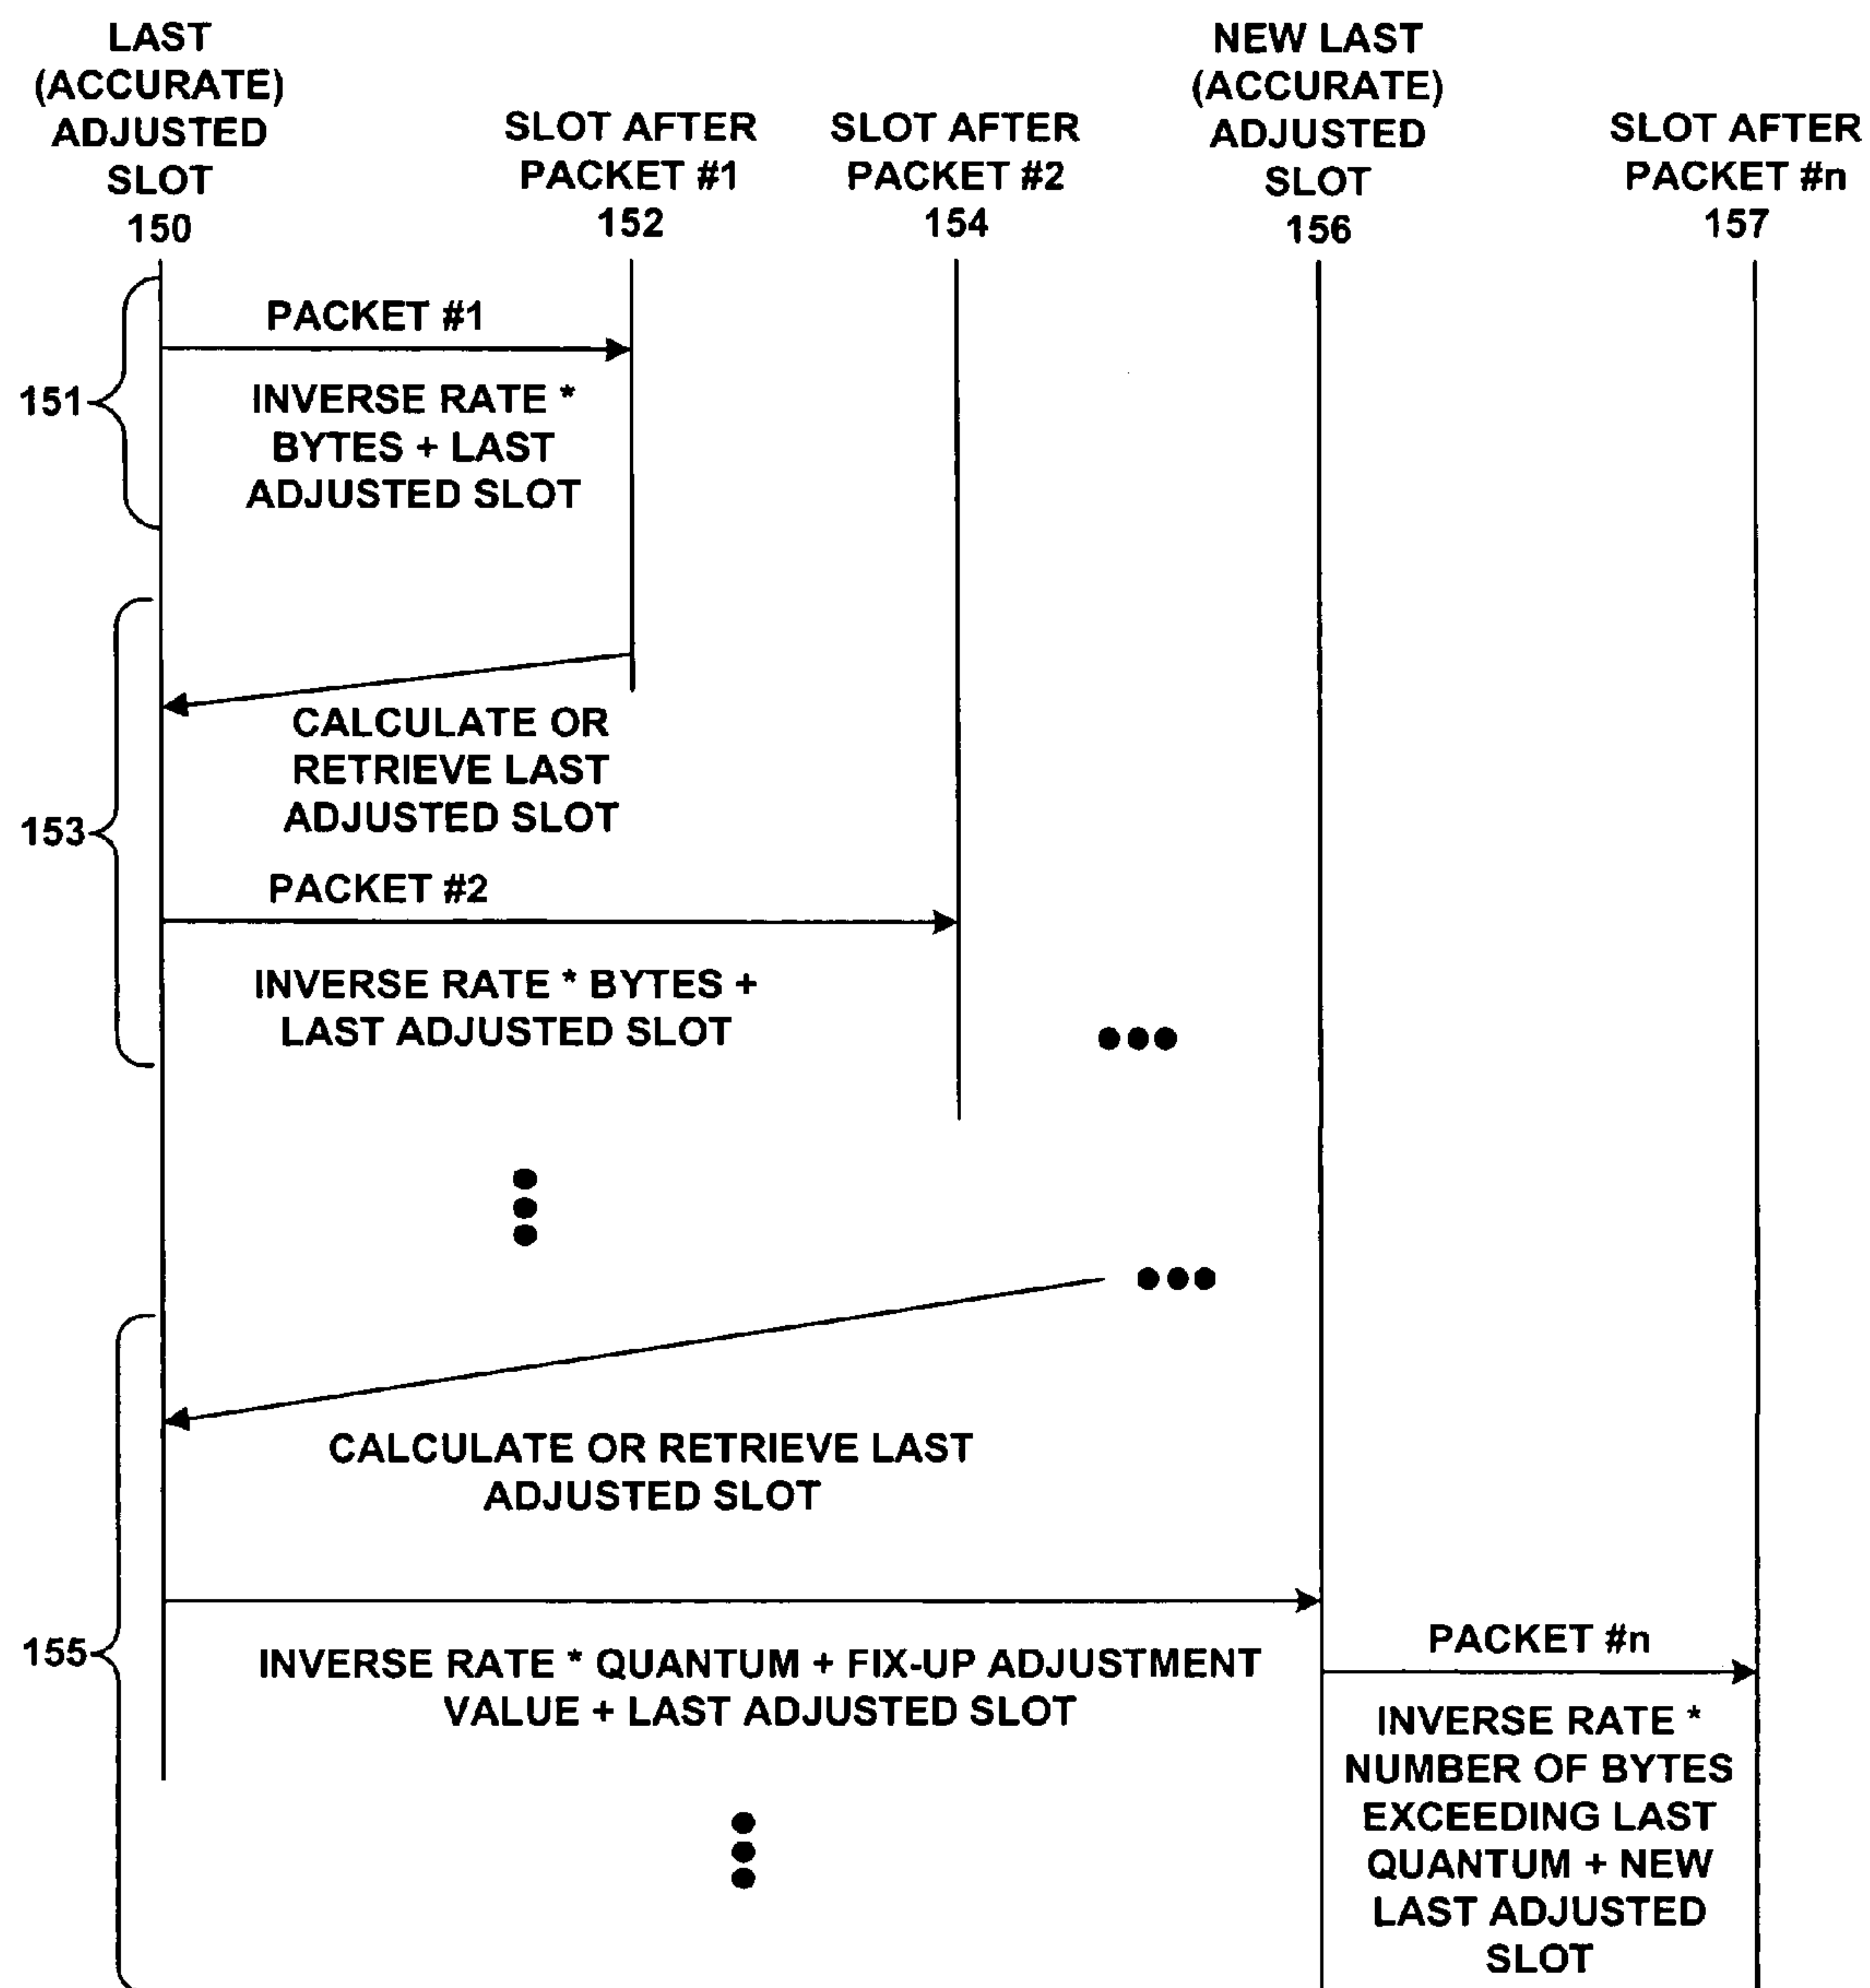 LAST
(ACCURATE)
ADJUSTED
SLOT
150
SLOT AFTER
PACKET #1
152
SLOT AFTER
PACKET #2
154
NEW LAST
(ACCURATE)
ADJUSTED
SLOT
156
SLOT AFTER
PACKET #n
157
151
PACKET #1
INVERSE RATE *
BYTES + LAST
ADJUSTED SLOT
153
CALCULATE OR
RETRIEVE LAST
ADJUSTED SLOT
PACKET #2
INVERSE RATE * BYTES +
LAST ADJUSTED SLOT
155
CALCULATE OR RETRIEVE LAST
ADJUSTED SLOT
INVERSE RATE * QUANTUM + FIX-UP ADJUSTMENT
VALUE + LAST ADJUSTED SLOT
PACKET #n
INVERSE RATE *
NUMBER OF BYTES
EXCEEDING LAST
QUANTUM + NEW
LAST ADJUSTED
SLOT